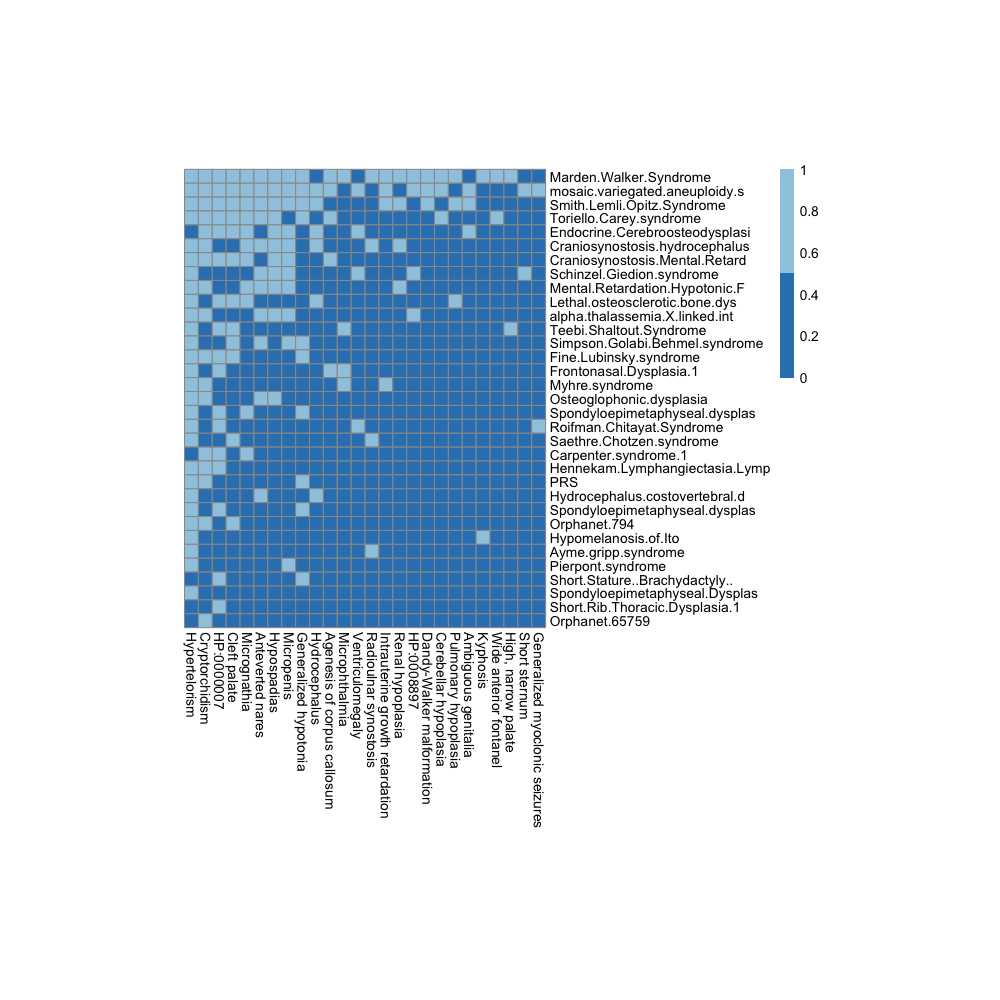 Marden.Walker.Syndrome
mosaic.variegated.aneuploidy.s
Smith.Lemli.Opitz.Syndrome
Toriello.Carey.syndrome
Endocrine.Cerebroosteodysplasi
Craniosynostosis.hydrocephalus
Craniosynostosis.Mental.Retard
Schinzel.Giedion.syndrome
Mental.Retardation.Hypotonic.F
Lethal.osteosclerotic.bone.dys
alpha.thalassemia.X.linked.int
Teebi.Shaltout.Syndrome
Simpson.Golabi.Behmel.syndrome
Fine.Lubinsky.syndrome
Frontonasal.Dysplasia.1
Myhre.syndrome
Osteoglophonic.dysplasia
Spondyloepimetaphyseal.dysplas
Roifman.Chitayat.Syndrome
Saethre.Chotzen.syndrome
Carpenter.syndrome.1
Hennekam.Lymphangiectasia.Lymp
PRS
Hydrocephalus.costovertebral.d
Spondyloepimetaphyseal.dysplas
Orphanet.794
Hypomelanosis.of.Ito
Ayme.gripp.syndrome
Pierpont.syndrome
Short.Stature..Brachydactyly..
Spondyloepimetaphyseal.Dysplas
Short.Rib.Thoracic.Dysplasia.1
Orphanet.65759
1
0.8
0.6
0.4
0.2
0
Hypertelorism
Cryptorchidism
HP:0000007
Cleft palate
Micrognathia
Anteverted nares
Hypospadias
Micropenis
Generalized hypotonia
Hydrocephalus
Agenesis of corpus callosum
Microphthalmia
Ventriculomegaly
Radioulnar synostosis
Intrauterine growth retardation
Renal hypoplasia
HP:0008897
Dandy-Walker malformation
Cerebellar hypoplasia
Pulmonary hypoplasia
Ambiguous genitalia
Kyphosis
Wide anterior fontanel
High, narrow palate
Short sternum
Generalized myoclonic seizures